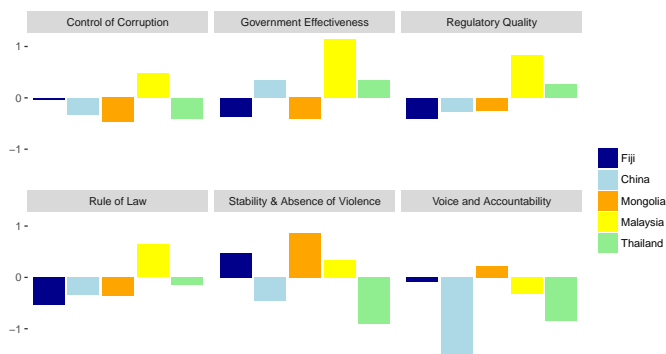 Control of Corruption
Government Effectiveness
Regulatory Quality
1
0
−1
Rule of Law
Stability & Absence of Violence
Voice and Accountability
1
0
−1
Fiji
China
Mongolia
Malaysia
Thailand